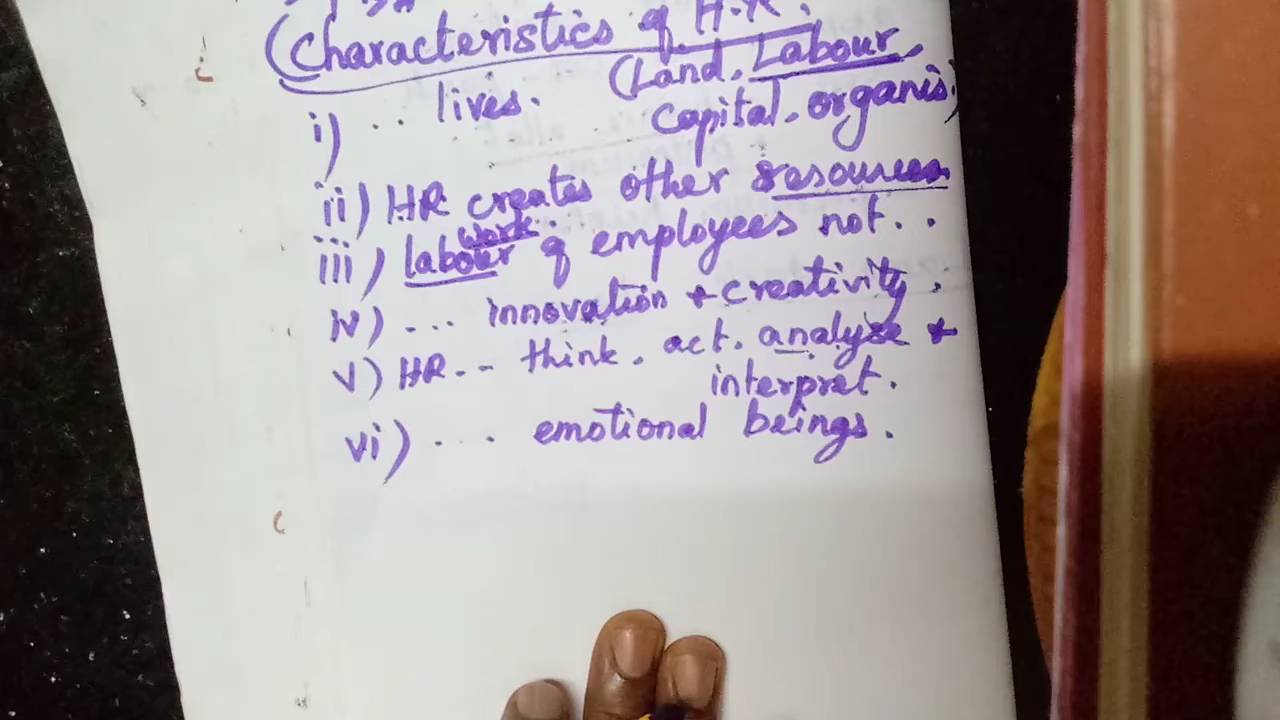 Characteristics of H.R.
(Land, Labour,
i) .. lives. capital, organis.)
ii) HR creates other resources.
work
iii) labour of employees not..
iv) ... innovation & creativity.
v) HR.. think, act, analyse &
interpret.
vi) .... emotional beings.